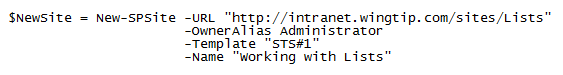 $NewSite = New-SPSite -URL "http://intranet.wingtip.com/sites/Lists"
-OwnerAlias Administrator
-Template "STS#1"
-Name "Working with Lists"